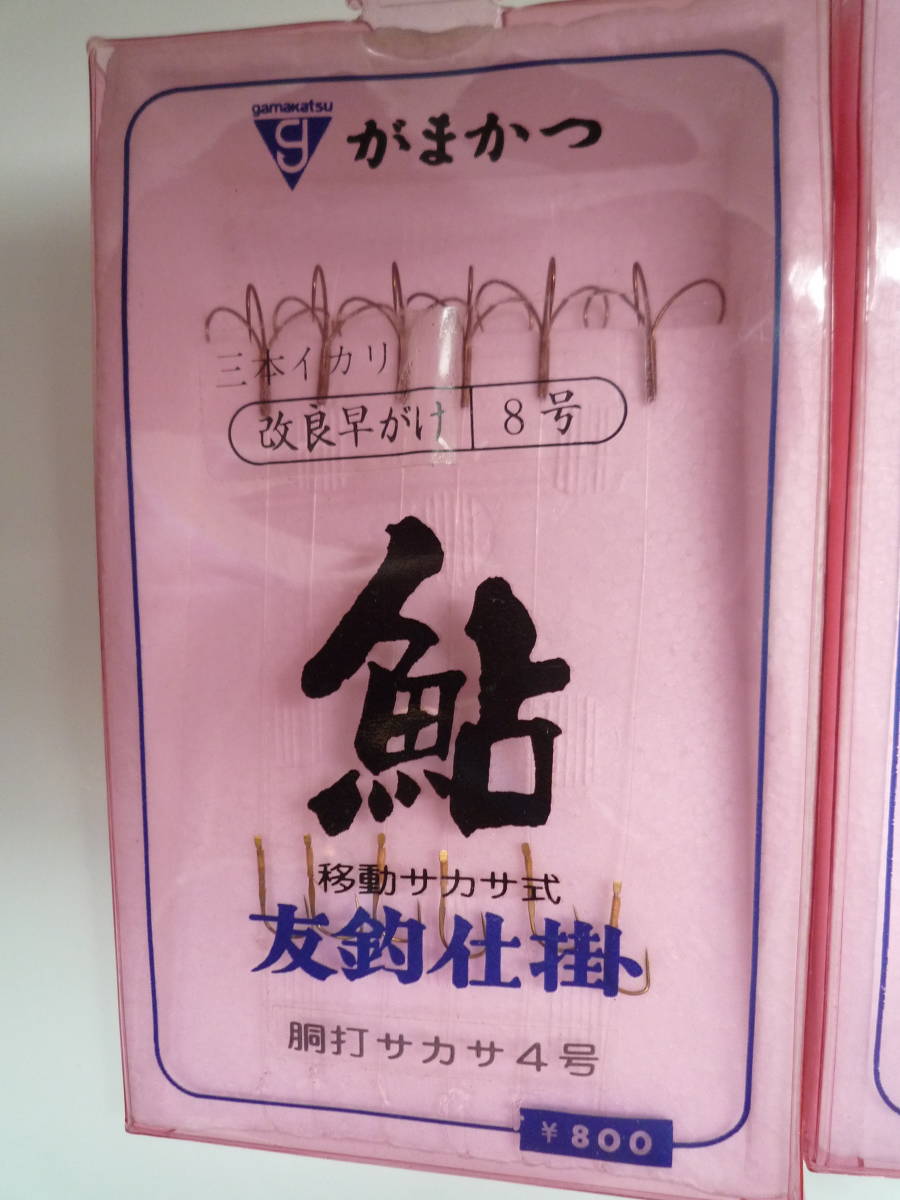 gamakatsu
g がまかつ
三本イカリ
改良早がけ 8号
鮎
移動サカサ式
友釣仕掛
胴打サカサ4号
¥800